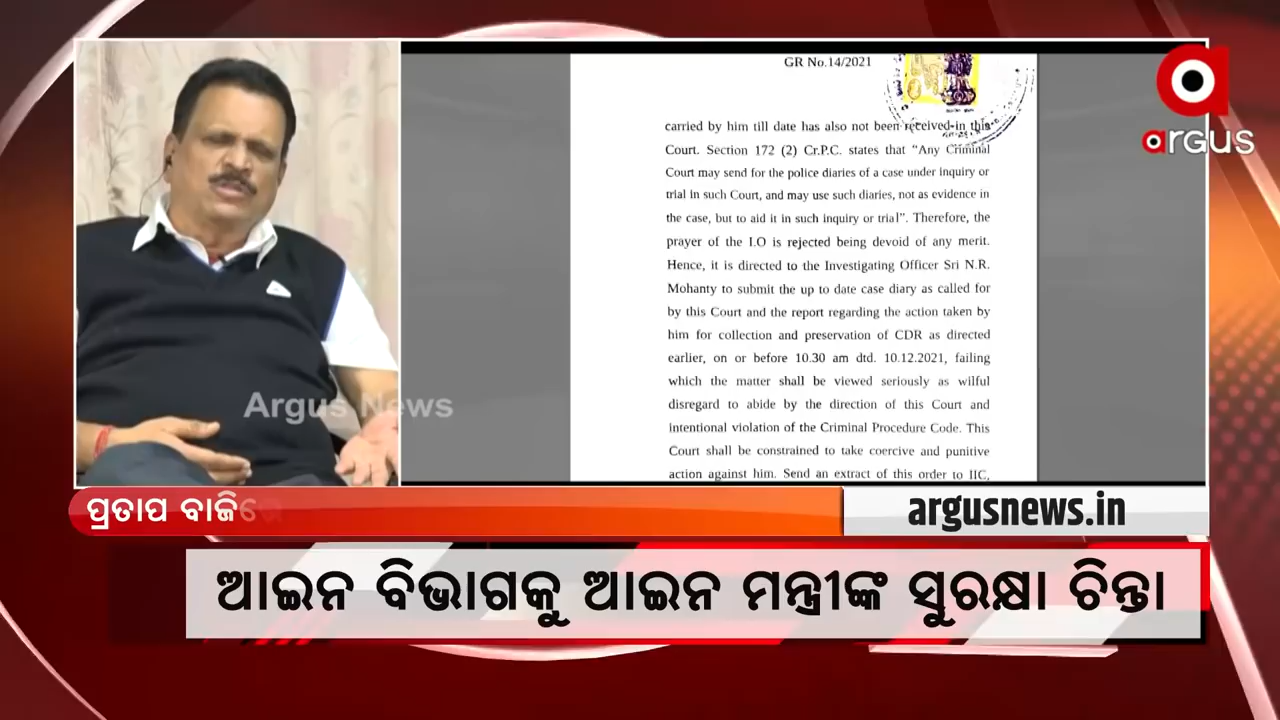 GR No.14/2021
carried by him till date has also not been received in this
Court. Section 172 (2) Cr.P.C. states that “Any Criminal
Court may send for the police diaries of a case under inquiry or
trial in such Court, and may use such diaries, not as evidence in
the case, but to aid it in such inquiry or trial”. Therefore, the
prayer of the I.O is rejected being devoid of any merit.
Hence, it is directed to the Investigating Officer Sri N.R.
Mohanty to submit the up to date case diary as called for
by this Court and the report regarding the action taken by
him for collection and preservation of CDR as directed
earlier, on or before 10.30 am dtd. 10.12.2021, failing
which the matter shall be viewed seriously as wilful
disregard to abide by the direction of this Court and
intentional violation of the Criminal Procedure Code. This
Court shall be constrained to take coercive and punitive
action against him. Send an extract of this order to IIC,
argus
Argus News
ପ୍ରତାପ ବାଜି
argusnews.in
ଆଇନ ବିଭାଗକୁ ଆଇନ ମନ୍ତ୍ରୀଙ୍କ ସୁରକ୍ଷା ଚିନ୍ତା